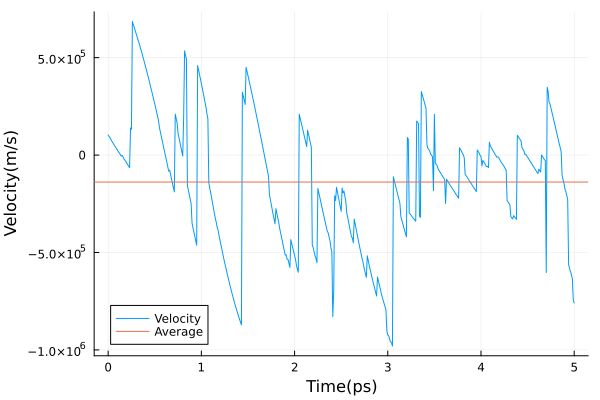 Velocity(m/s)
5.0×10⁵
0
−5.0×10⁵
−1.0×10⁶
Velocity
Average
0 1 2 3 4 5
Time(ps)